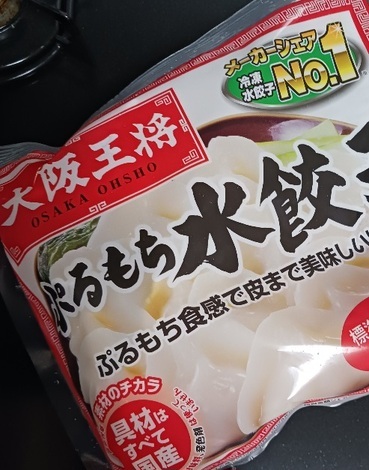 メーカーシェア
冷凍
水餃子
No.1
大阪王将
OSAKA OHSHO
ぷるもち水餃子
ぷるもち食感で皮まで美味しい
素材のチカラ
具材は
すべて
国産